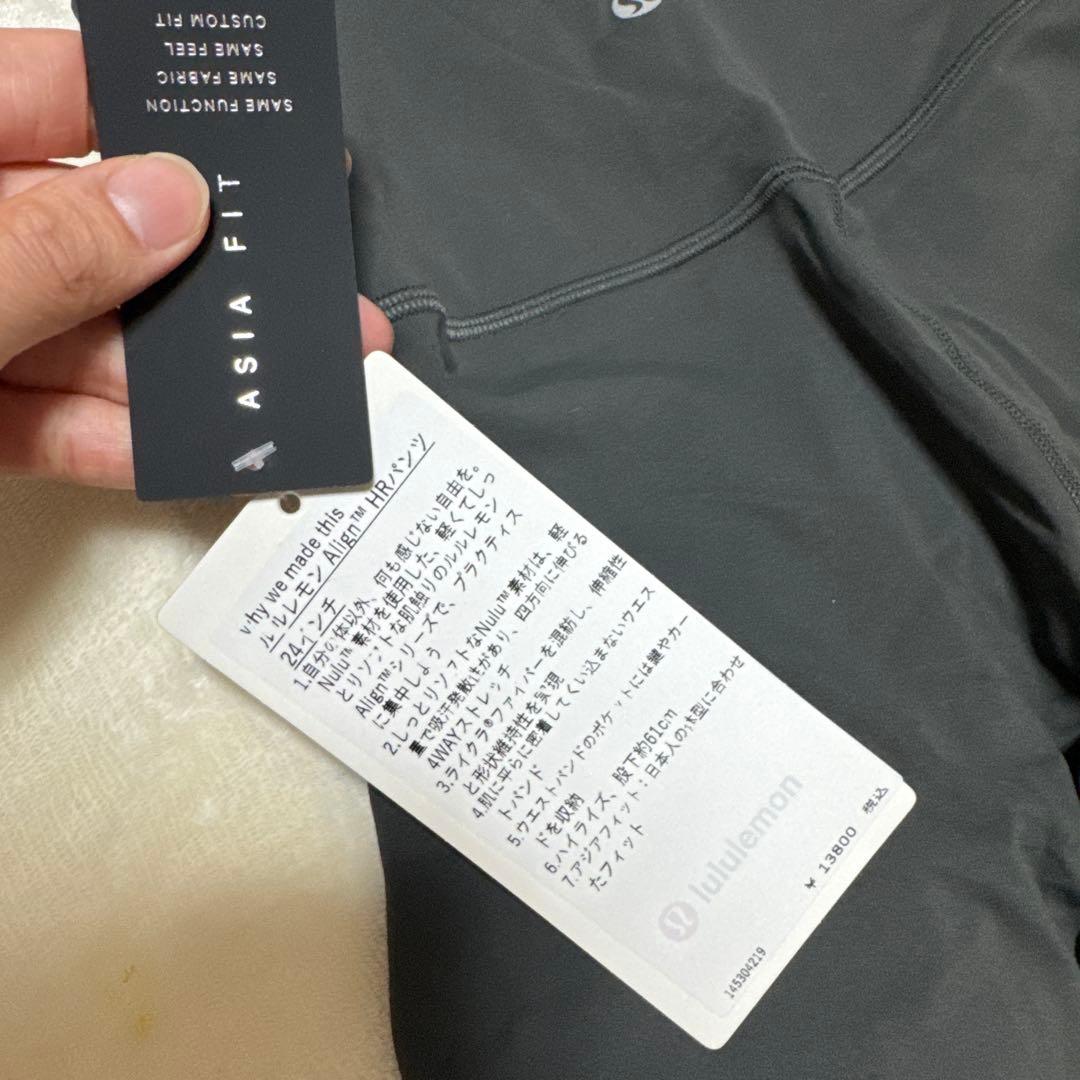 SAME FUNCTION
SAME FABRIC
SAME FEEL
CUSTOM FIT
ASIA FIT
why we made this
ルルレモン Align™ HRパンツ
24インチ
1.自分の体以外、何も感じない自由を。
Nulu™素材を使用した、軽くてしっ
とりソフトな肌触りのルルレモン
Align™シリーズで、プラクティス
に集中しよう
2.しっとりソフトなNulu™素材は、軽
量で吸汗発散性があり、四方向に伸びる
4WAYストレッチ
3.ライクラ®ファイバーを混紡し、伸縮性
と形状維持性を実現
4.肌に平らに密着してくい込まないウエス
トバンド
5.ウエストバンドのポケットには鍵やカー
ドを収納
6.ハイライズ、股下約61cm
7.アジアフィット：日本人の体型に合わせ
たフィット
lululemon
¥ 13800 税込
145304219